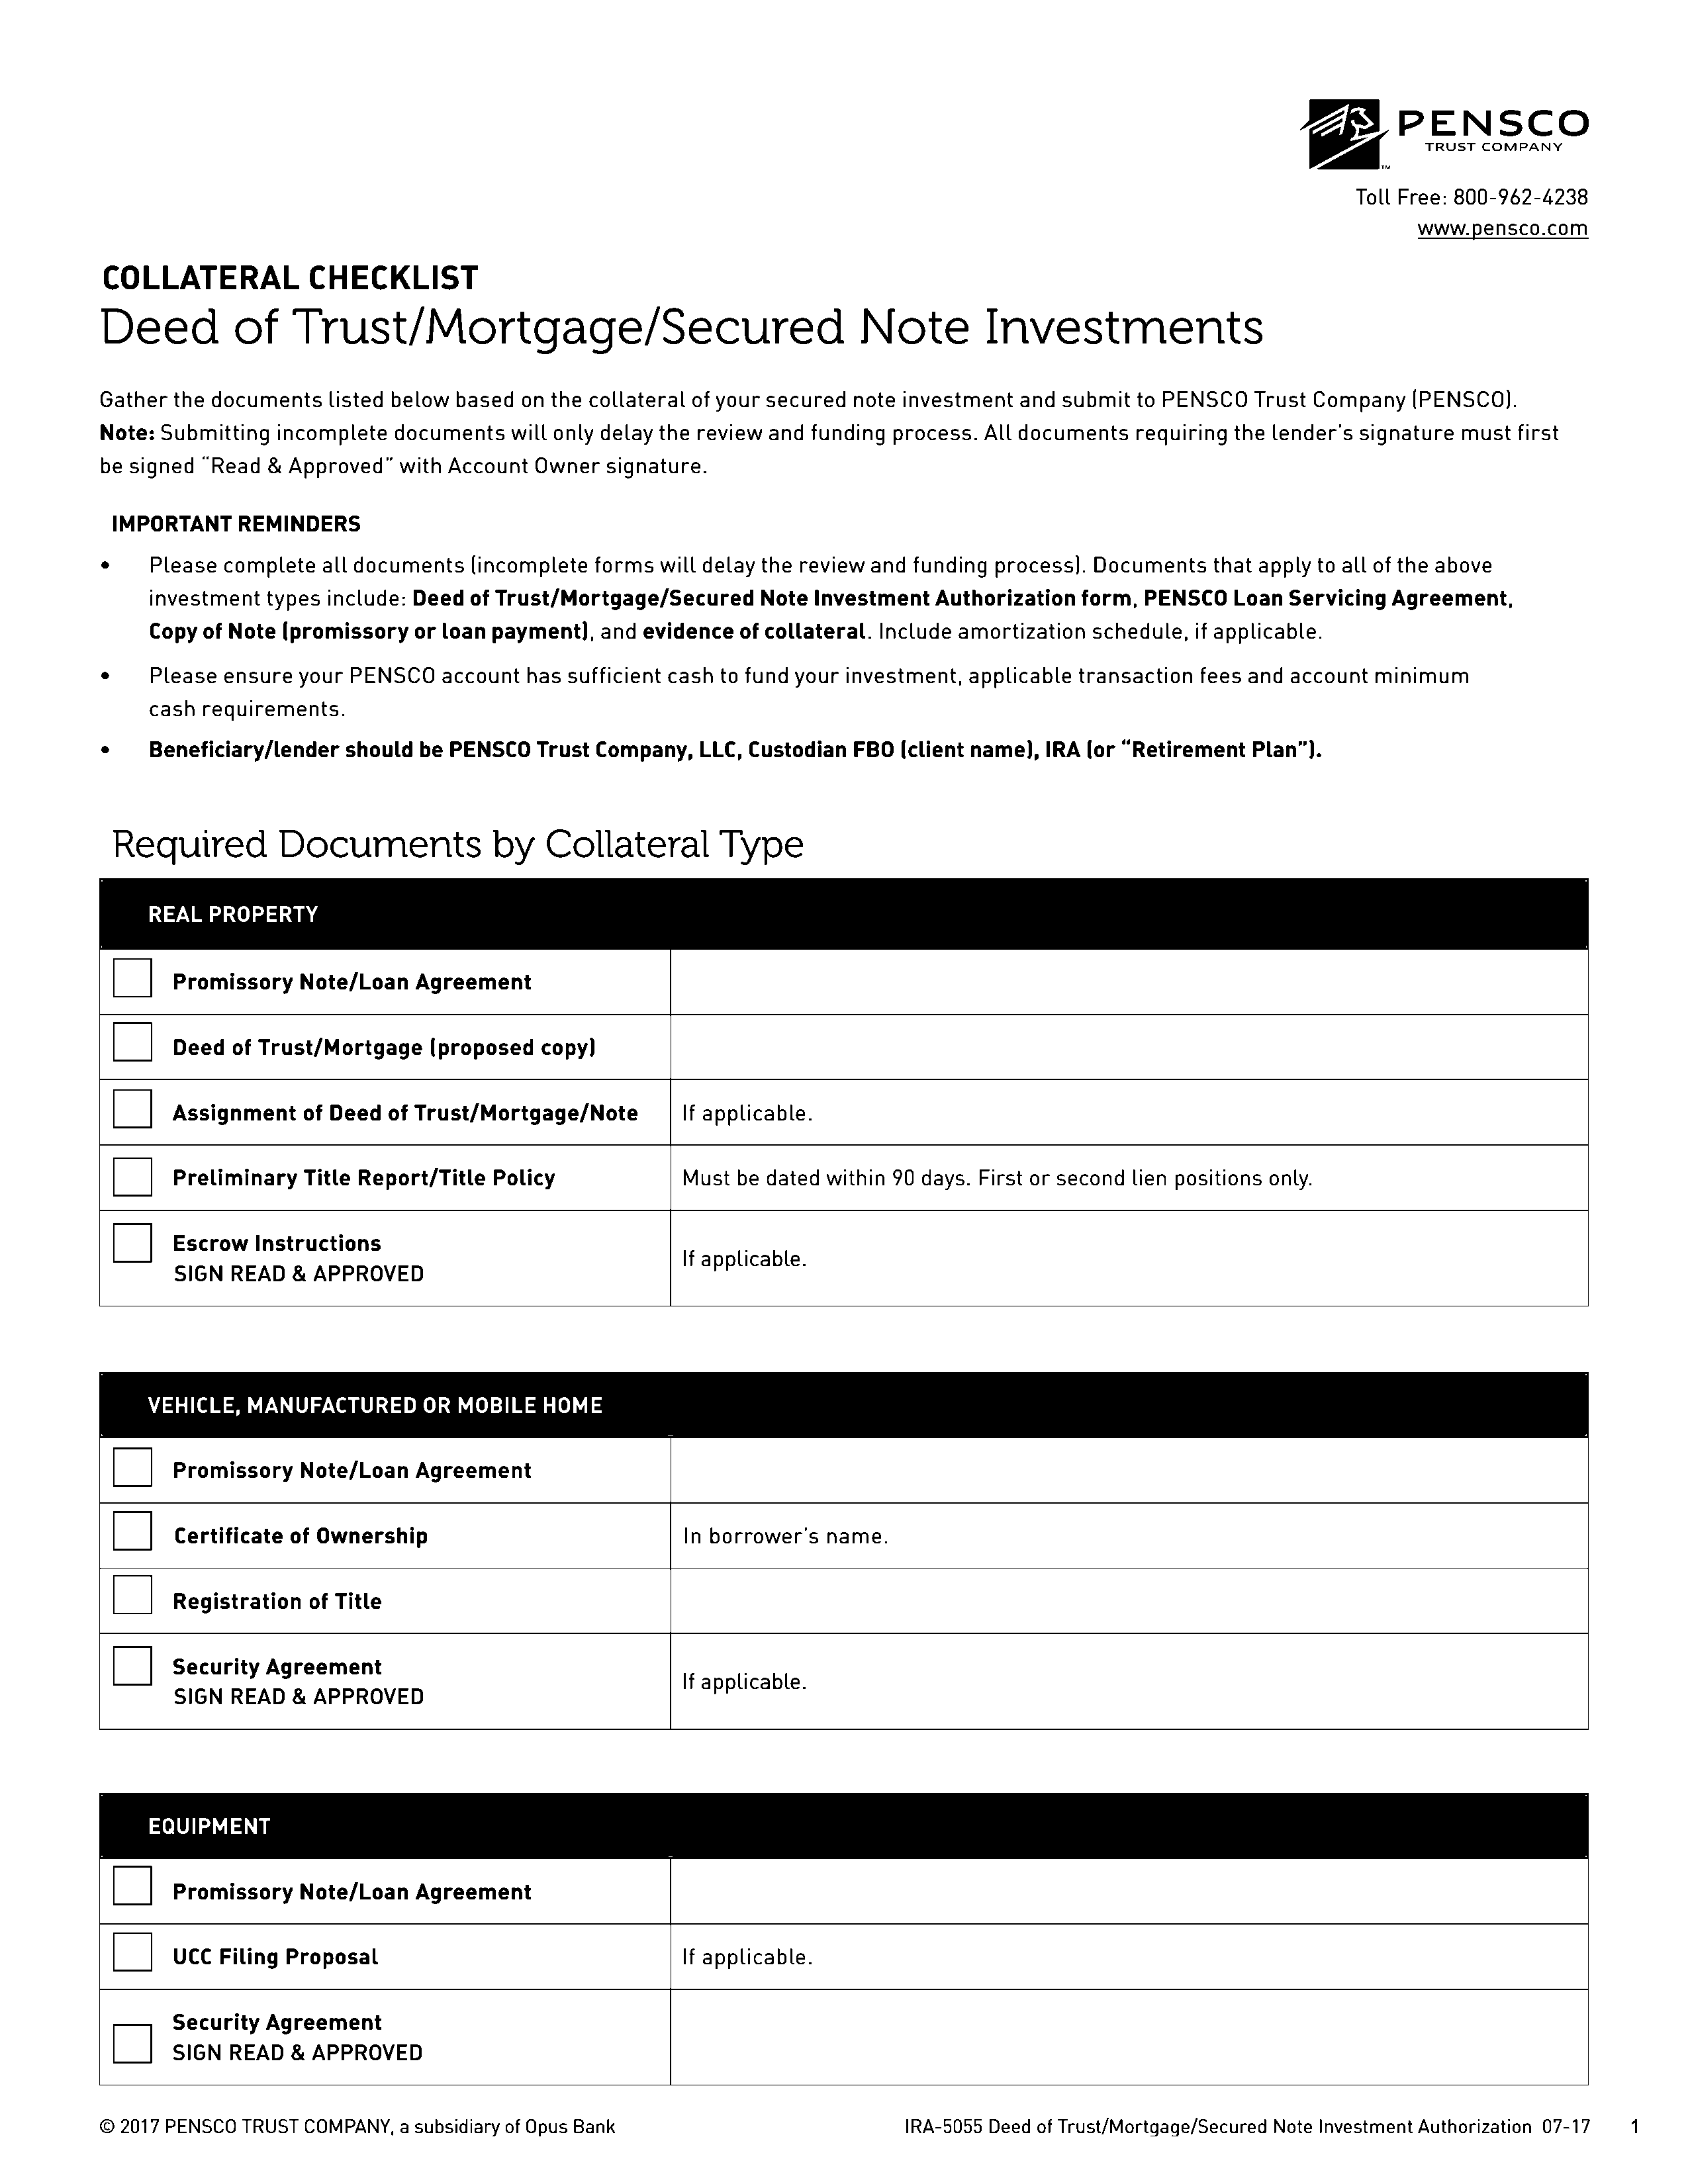 PENSCO
TRUST COMPANY
™
Toll Free: 800-962-4238
www.pensco.com
COLLATERAL CHECKLIST
Deed of Trust/Mortgage/Secured Note Investments
Gather the documents listed below based on the collateral of your secured note investment and submit to PENSCO Trust Company (PENSCO).
Note: Submitting incomplete documents will only delay the review and funding process. All documents requiring the lender's signature must first
be signed "Read & Approved" with Account Owner signature.
IMPORTANT REMINDERS
• Please complete all documents (incomplete forms will delay the review and funding process). Documents that apply to all of the above
investment types include: Deed of Trust/Mortgage/Secured Note Investment Authorization form, PENSCO Loan Servicing Agreement,
Copy of Note (promissory or loan payment), and evidence of collateral. Include amortization schedule, if applicable.
• Please ensure your PENSCO account has sufficient cash to fund your investment, applicable transaction fees and account minimum
cash requirements.
• Beneficiary/lender should be PENSCO Trust Company, LLC, Custodian FBO (client name), IRA (or "Retirement Plan").
Required Documents by Collateral Type
REAL PROPERTY
Promissory Note/Loan Agreement
Deed of Trust/Mortgage (proposed copy)
Assignment of Deed of Trust/Mortgage/Note If applicable.
Preliminary Title Report/Title Policy Must be dated within 90 days. First or second lien positions only.
Escrow Instructions
SIGN READ & APPROVED
If applicable.
VEHICLE, MANUFACTURED OR MOBILE HOME
Promissory Note/Loan Agreement
Certificate of Ownership In borrower's name.
Registration of Title
Security Agreement
SIGN READ & APPROVED
If applicable.
EQUIPMENT
Promissory Note/Loan Agreement
UCC Filing Proposal If applicable.
Security Agreement
SIGN READ & APPROVED
© 2017 PENSCO TRUST COMPANY, a subsidiary of Opus Bank IRA-5055 Deed of Trust/Mortgage/Secured Note Investment Authorization 07-17 1